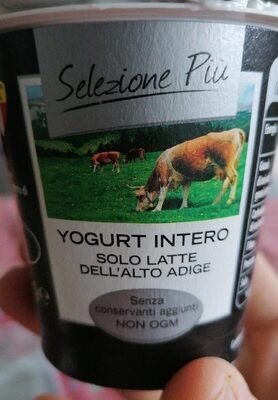 Selezione Più
YOGURT INTERO
SOLO LATTE
DELL'ALTO ADIGE
Senza
conservanti aggiunti
NON OGM